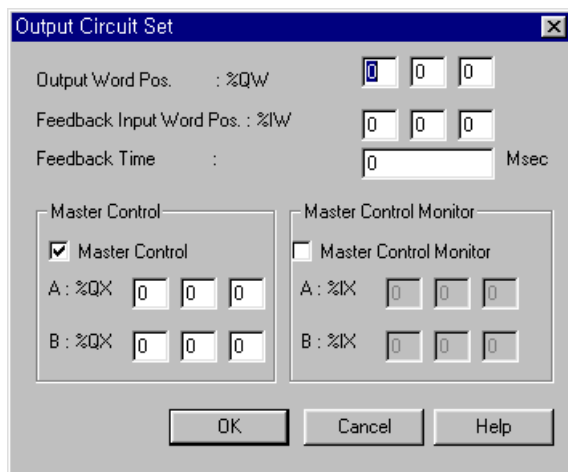 Output Circuit Set
Output Word Pos. : %QW 0 0 0
Feedback Input Word Pos. : %IW 0 0 0
Feedback Time : 0 Msec
Master Control
Master Control
A : %QX 0 0 0
B : %QX 0 0 0
Master Control Monitor
Master Control Monitor
A : %IX 0 0 0
B : %IX 0 0 0
OK Cancel Help